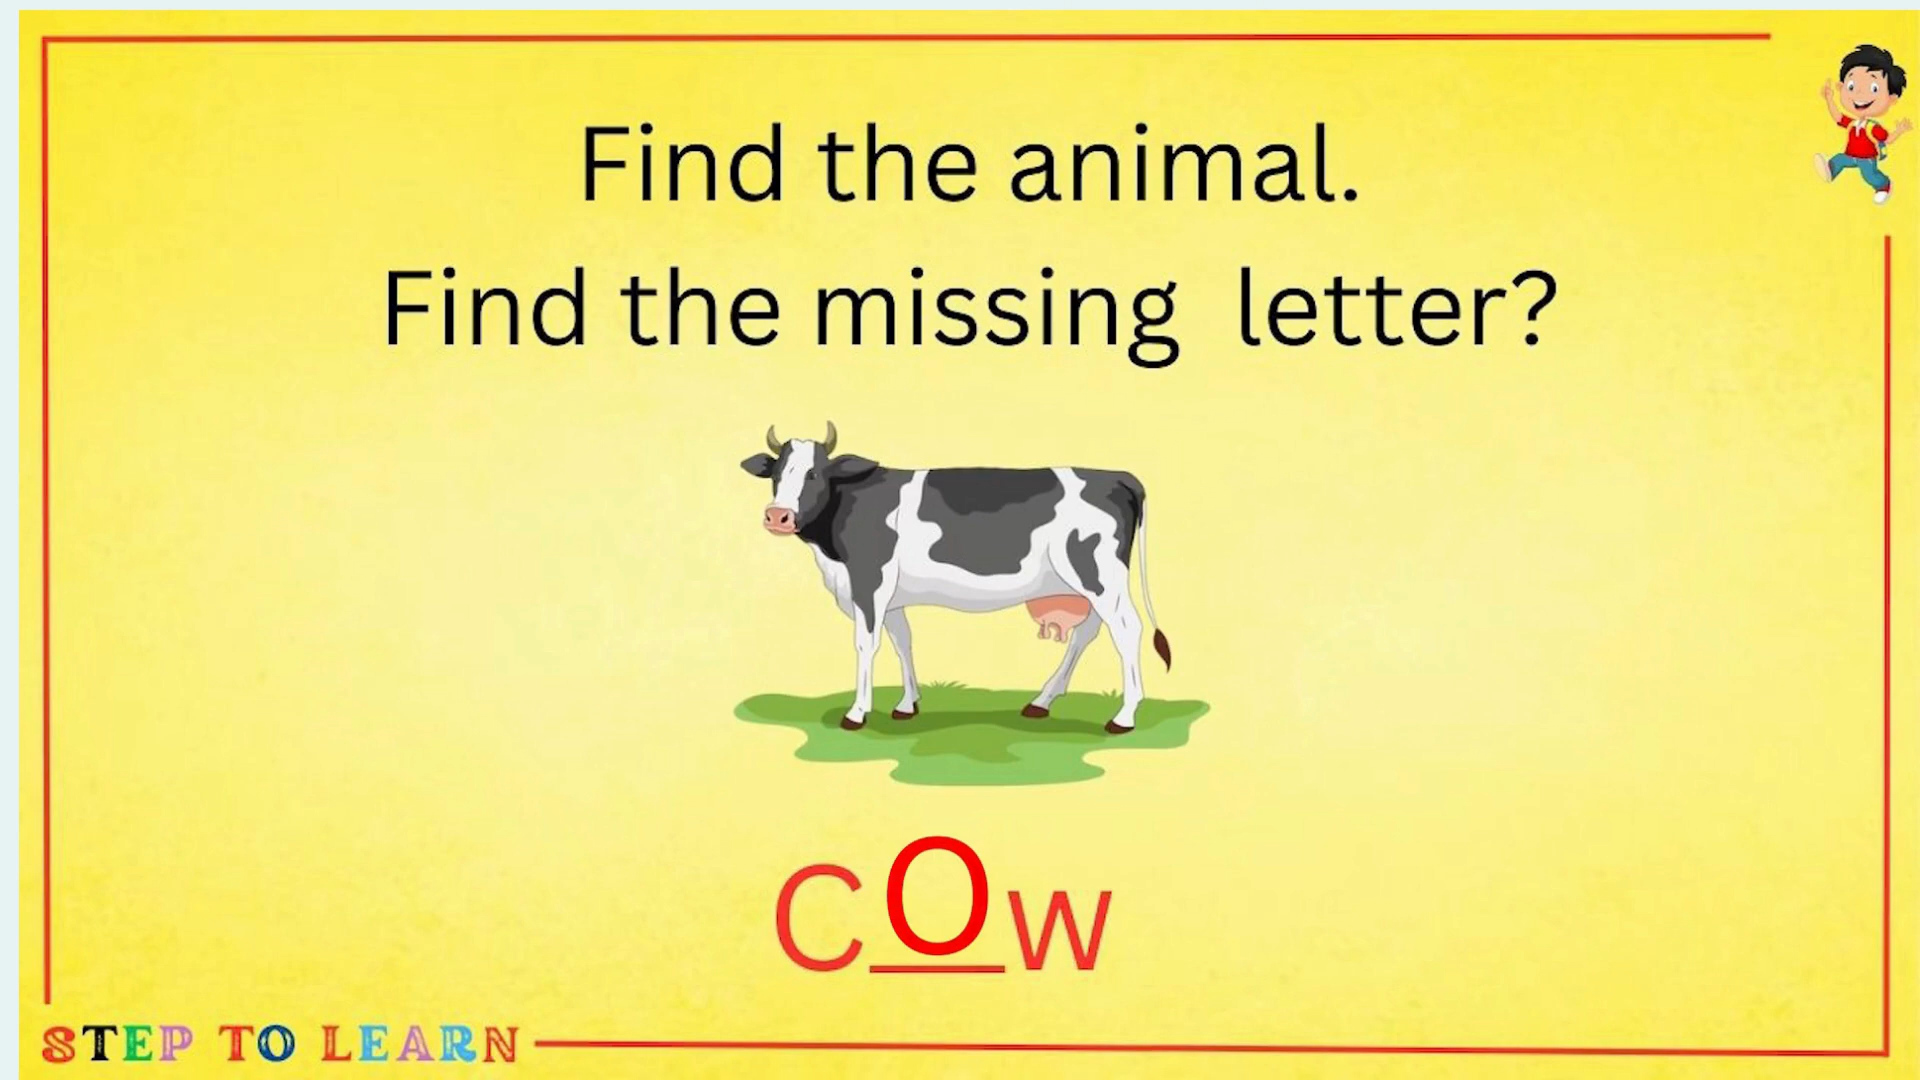 Find the animal.
Find the missing letter?
COw
STEP TO LEARN